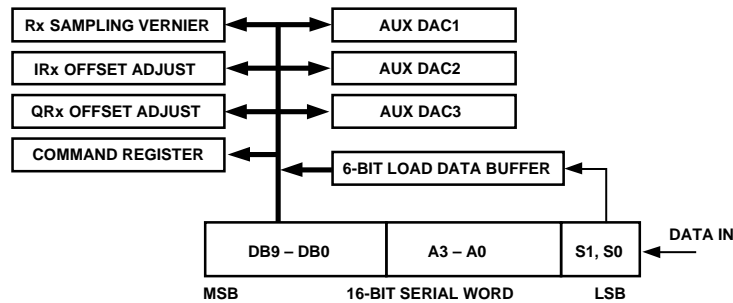 Rx SAMPLING VERNIER AUX DAC1
IRx OFFSET ADJUST AUX DAC2
QRx OFFSET ADJUST AUX DAC3
COMMAND REGISTER
6-BIT LOAD DATA BUFFER
DATA IN
DB9 – DB0 A3 – A0 S1, S0
MSB 16-BIT SERIAL WORD LSB